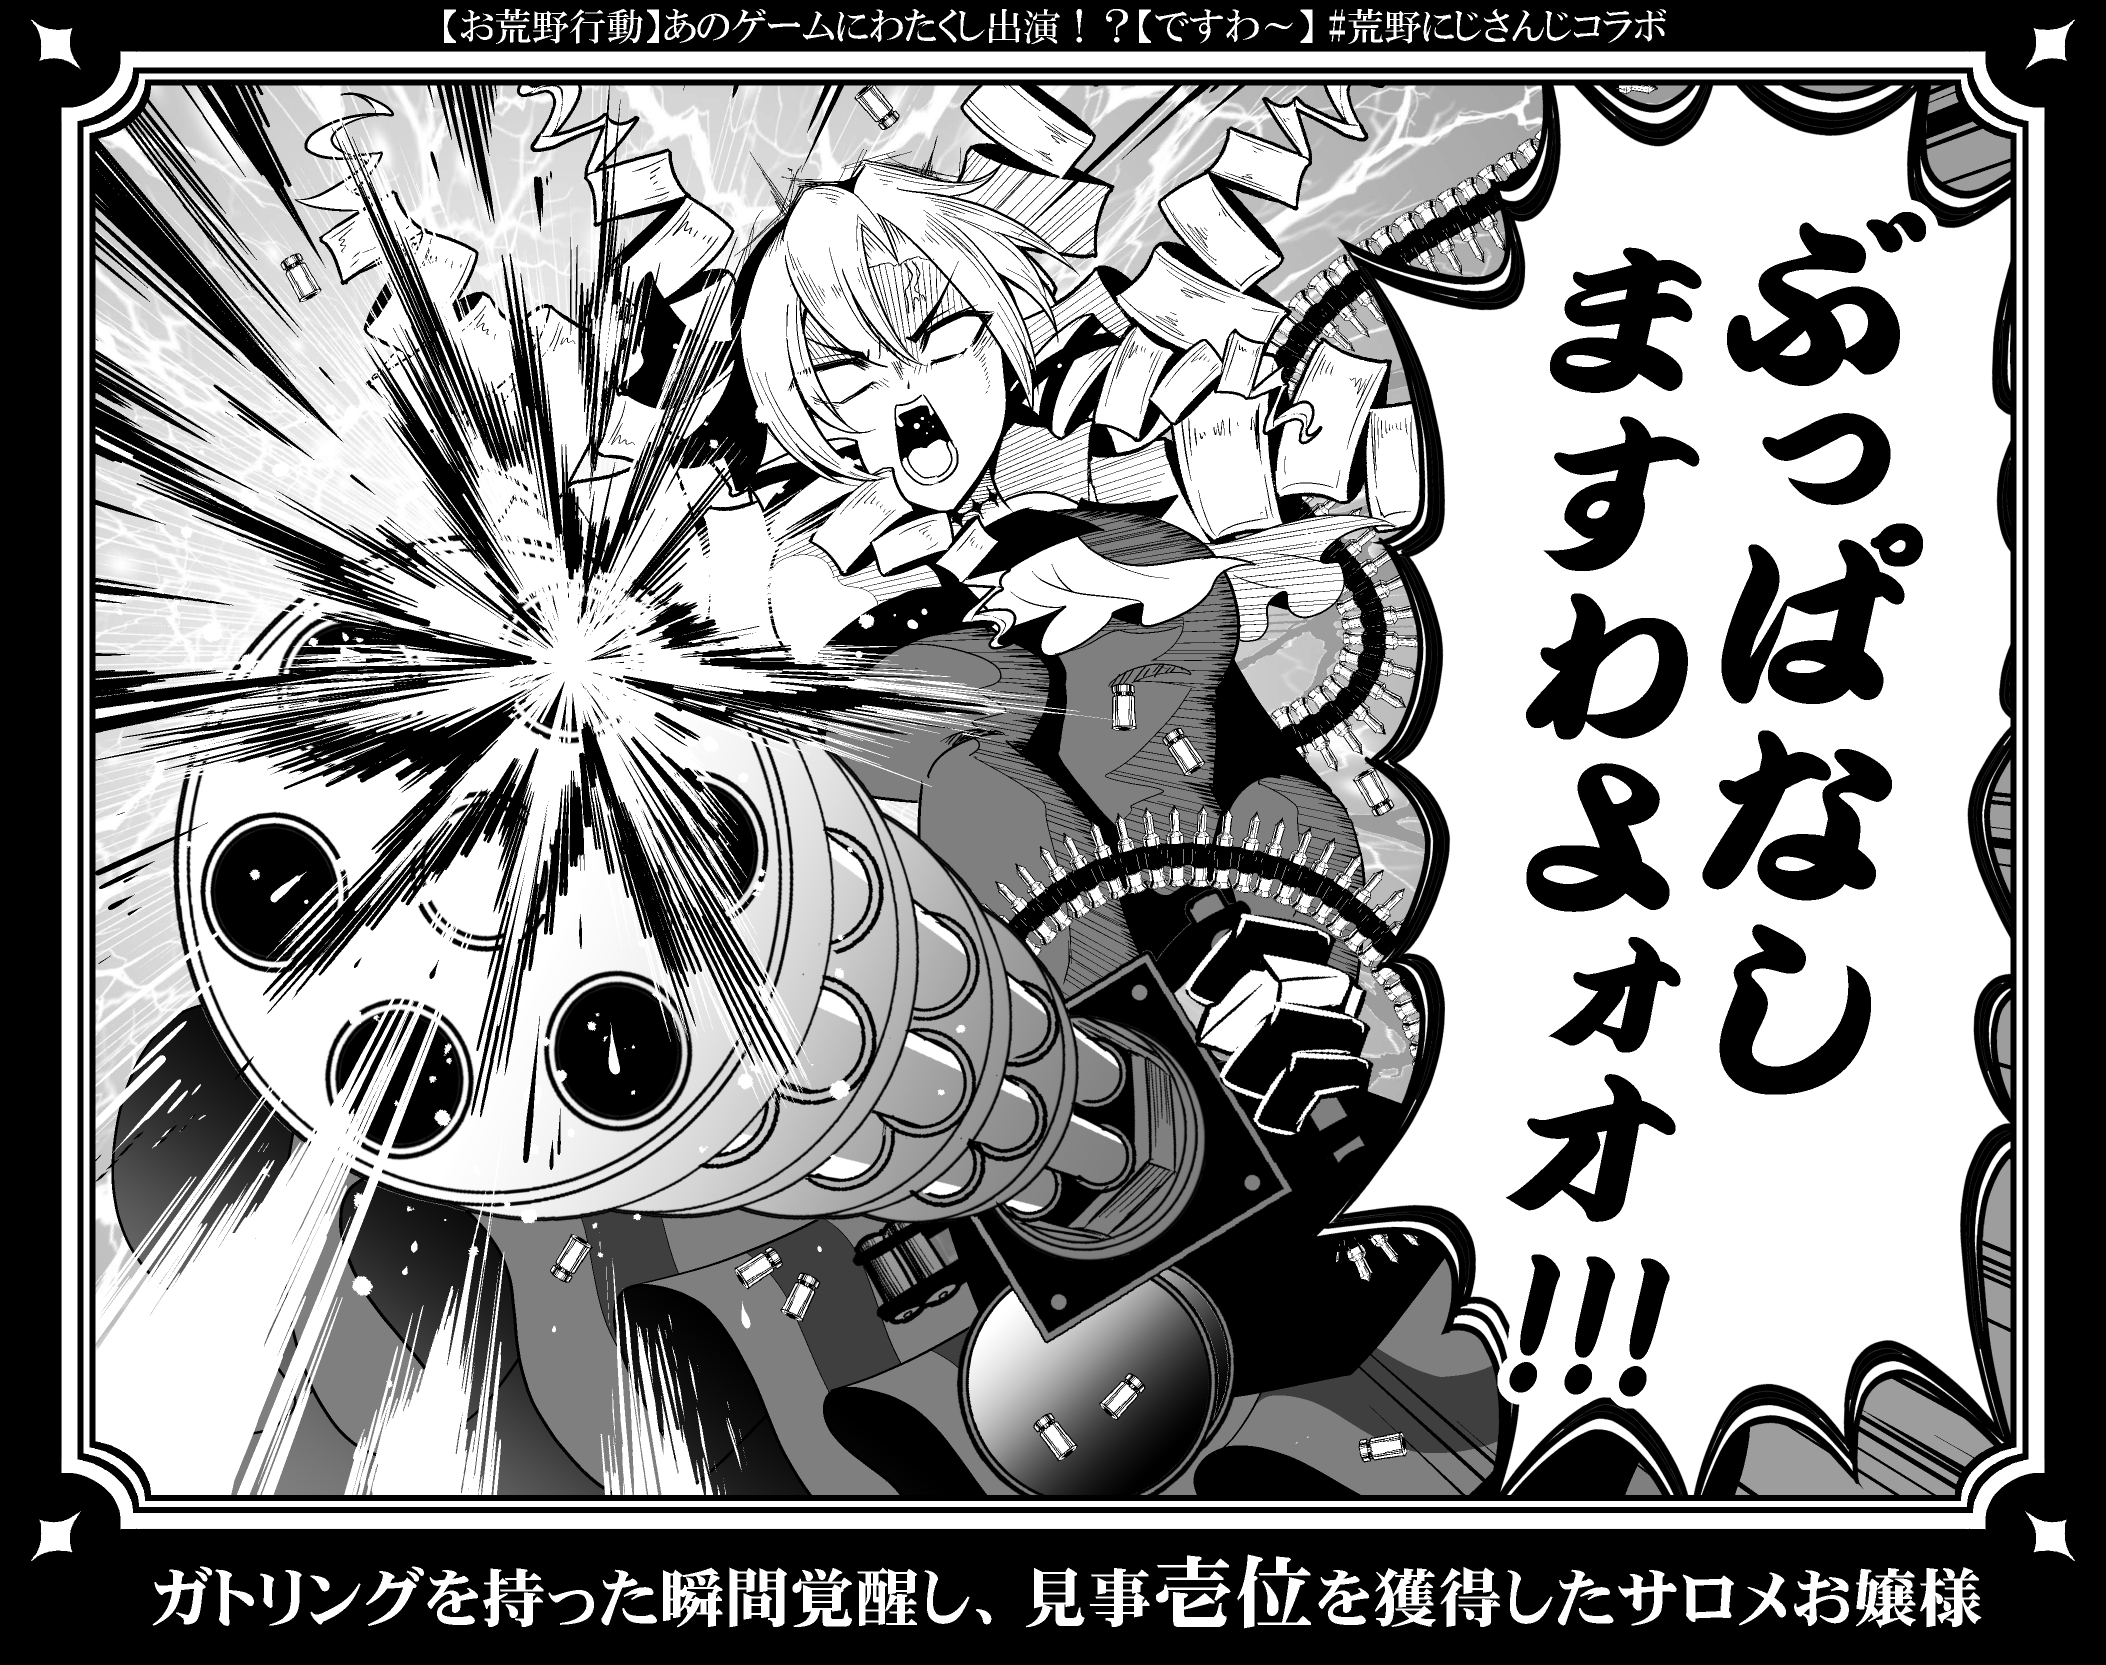 【お荒野行動】あのゲームにわたくし出演！？【ですわ～】 #荒野にじさんじコラボ
ぶっぱなし
ますわよォオ!!!
ガトリングを持った瞬間覚醒し、見事壱位を獲得したサロメお嬢様